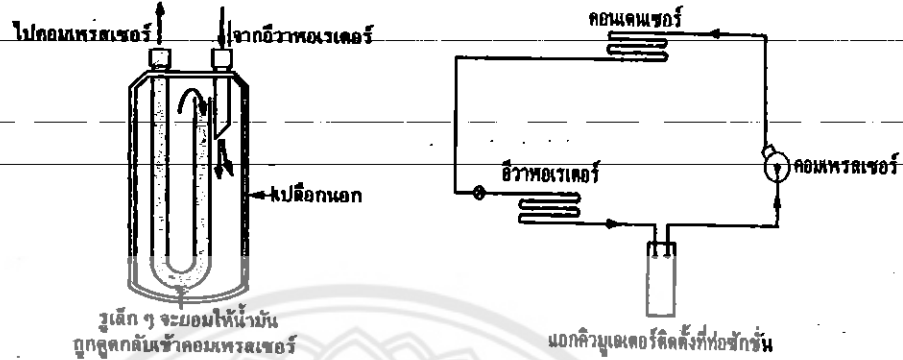 ไปคอมเพรสเซอร์
จากอีวาพอเรเตอร์
เปลือกนอก
รูเล็ก ๆ จะยอมให้น้ำมัน
ถูกดูดกลับเข้าคอมเพรสเซอร์
คอนเดนเซอร์
คอมเพรสเซอร์
อีวาพอเรเตอร์
แอกคิวมูเลเตอร์ติดตั้งที่ท่อซักชั่น